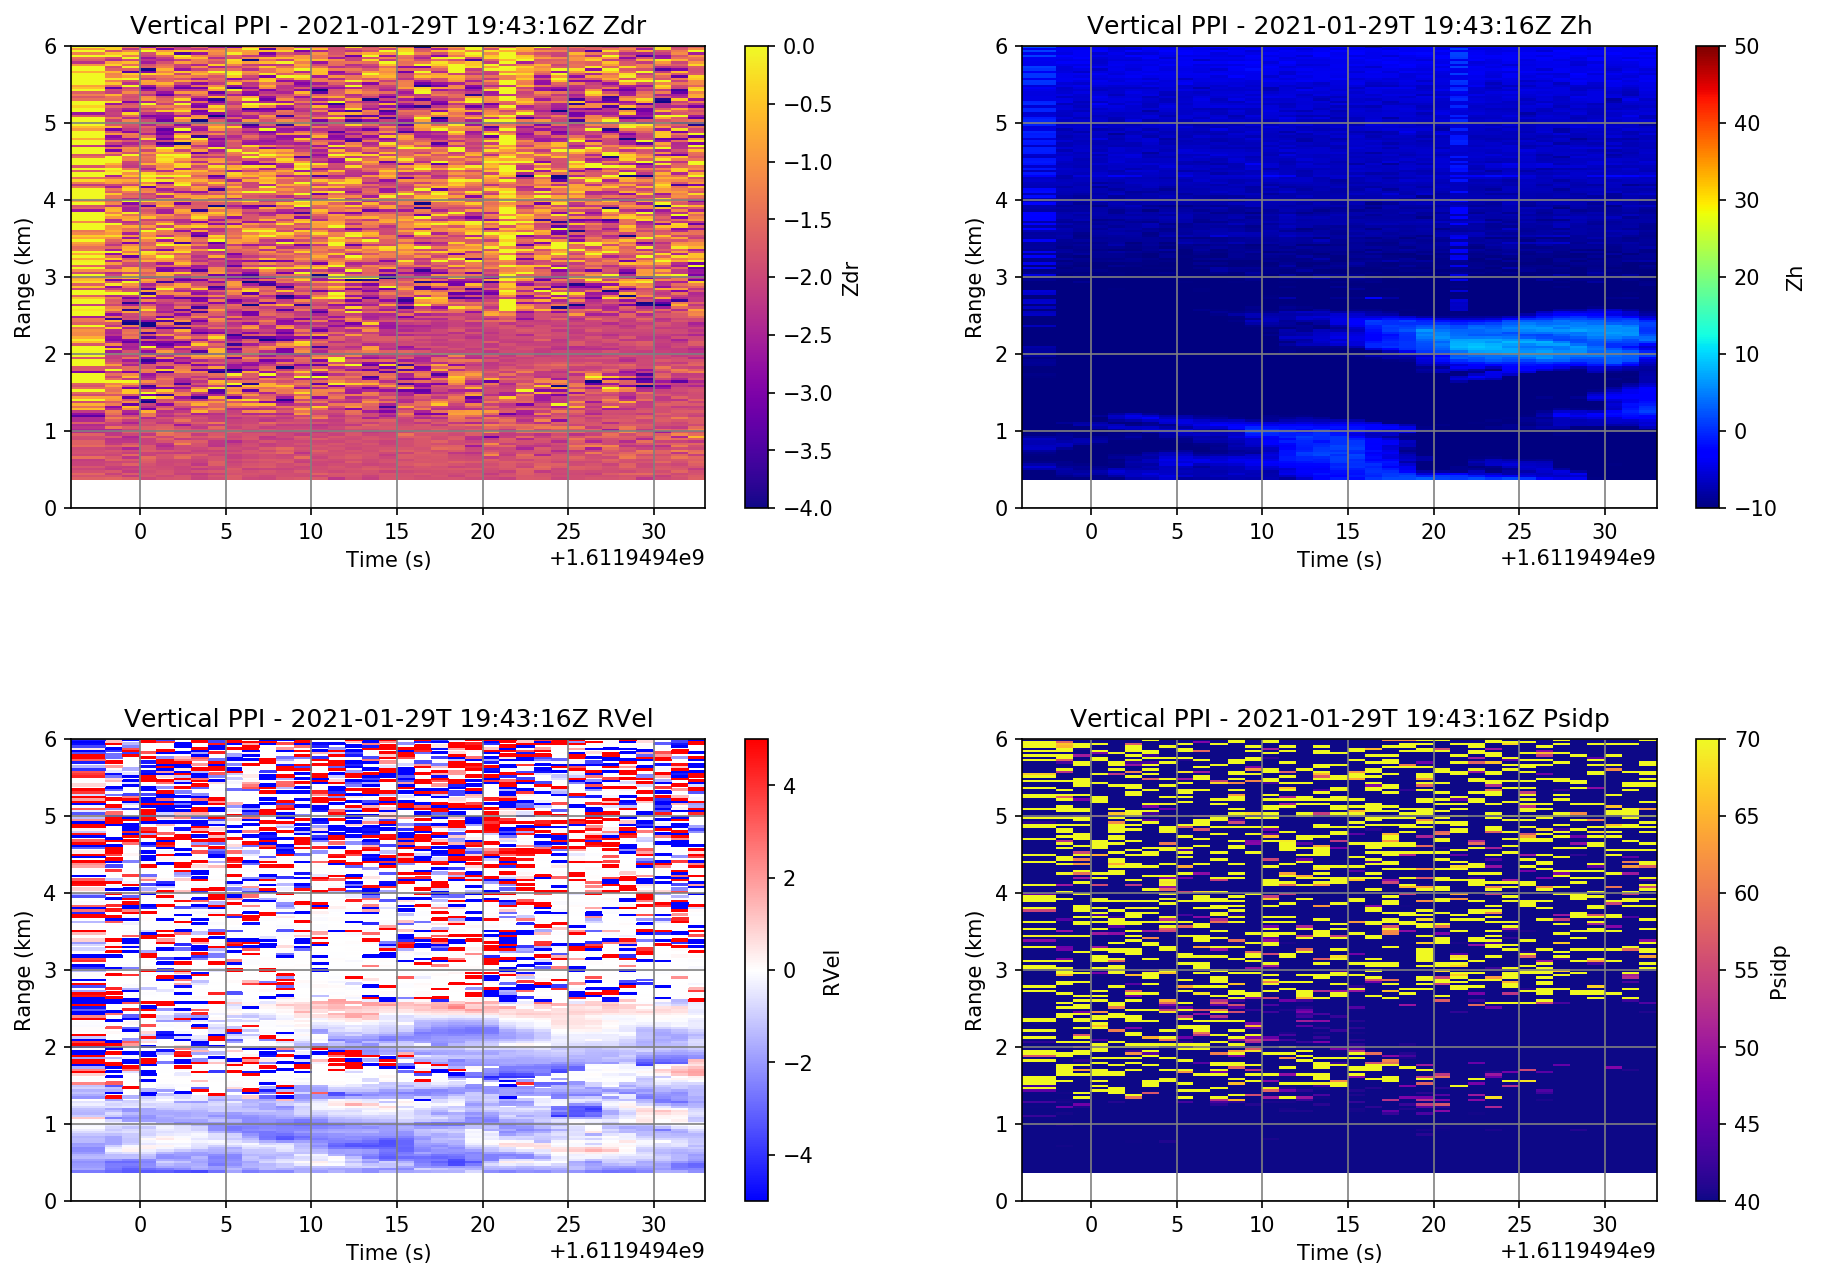 Vertical PPI - 2021-01-29T 19:43:16Z Zdr
6
5
4
3
2
1
0
Range (km)
0 5 10 15 20 25 30
Time (s)
+1.6119494e9
0.0
−0.5
−1.0
−1.5
−2.0
−2.5
−3.0
−3.5
−4.0
Zdr
Vertical PPI - 2021-01-29T 19:43:16Z Zh
6
5
4
3
2
1
0
Range (km)
0 5 10 15 20 25 30
Time (s)
+1.6119494e9
50
40
30
20
10
0
−10
Zh
Vertical PPI - 2021-01-29T 19:43:16Z RVel
6
5
4
3
2
1
0
Range (km)
0 5 10 15 20 25 30
Time (s)
+1.6119494e9
4
2
0
−2
−4
RVel
Vertical PPI - 2021-01-29T 19:43:16Z Psidp
6
5
4
3
2
1
0
Range (km)
0 5 10 15 20 25 30
Time (s)
+1.6119494e9
70
65
60
55
50
45
40
Psidp